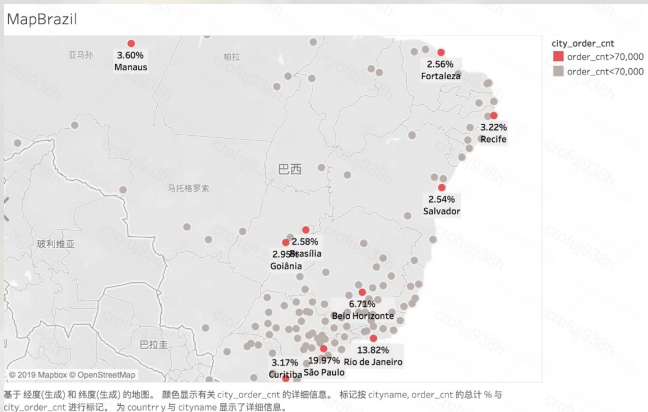 MapBrazil
city_order_cnt
order_cnt>70,000
order_cnt<70,000
亚马孙
帕拉
3.60%
Manaus
2.56%
Fortaleza
3.22%
Recife
巴西
马托格罗索
2.54%
Salvador
玻利维亚
2.58%
Brasília
2.95%
Goiânia
6.71%
Belo Horizonte
巴拉圭
13.82%
Rio de Janeiro
19.97%
São Paulo
3.17%
Curitiba
© 2019 Mapbox © OpenStreetMap
基于 经度(生成) 和 纬度(生成) 的地图。 颜色显示有关 city_order_cnt 的详细信息。 标记按 cityname, order_cnt 的总计 % 与
city_order_cnt 进行标记。 为 countrr y 与 cityname 显示了详细信息。